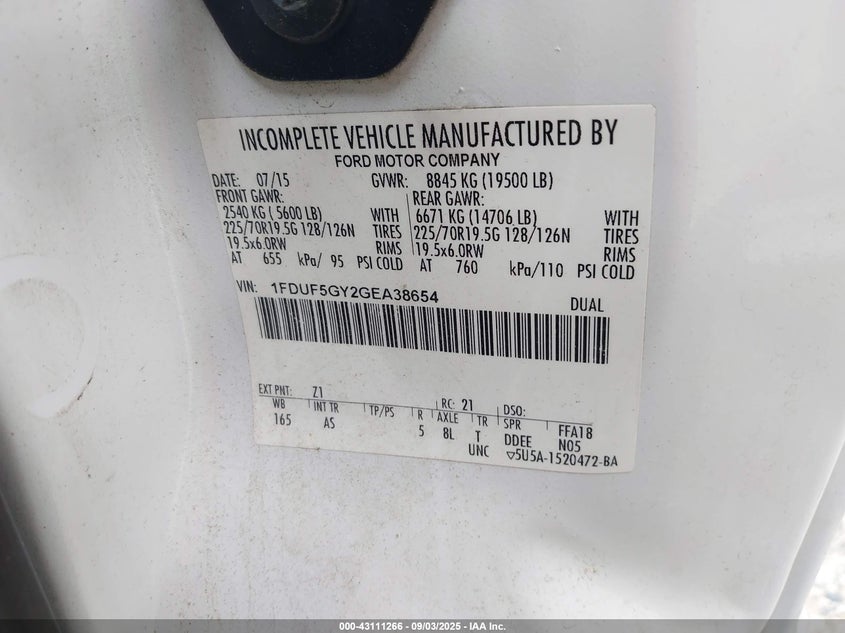 INCOMPLETE VEHICLE MANUFACTURED BY
FORD MOTOR COMPANY
DATE: 07/15 GVWR: 8845 KG (19500 LB)
FRONT GAWR: REAR GAWR:
2540 KG ( 5600 LB) WITH 6671 KG (14706 LB) WITH
225/70R19.5G 128/126N TIRES 225/70R19.5G 128/126N TIRES
19.5x6.0RW RIMS 19.5x6.0RW RIMS
AT 655 kPa/ 95 PSI COLD AT 760 kPa/110 PSI COLD
VIN: 1FDUF5GY2GEA38654 DUAL
EXT PNT: Z1 RC: 21 DSO:
WB INT TR TP/PS R AXLE TR SPR FFA18
165 AS 5 8L T DDEE N05
UNC ▽5U5A-1520472-BA
000-43111266 - 09/03/2025 - IAA Inc.